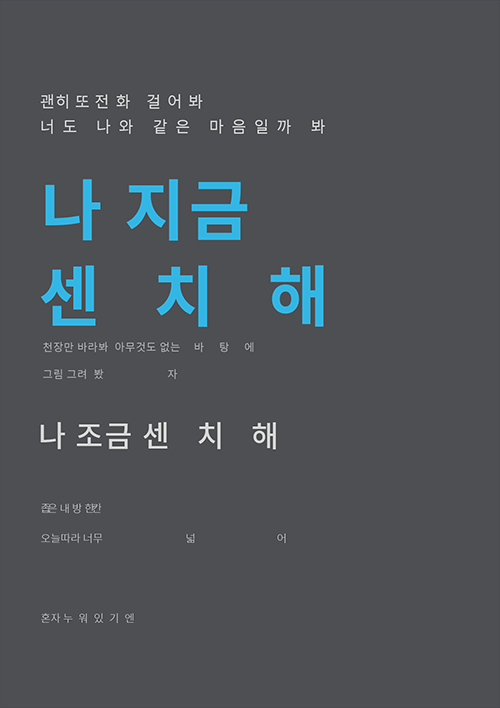 괜히 또 전 화 걸 어 봐
너 도 나 와 같 은 마 음 일 까 봐
나 지금
센 치 해
천장만 바라봐 아무것도 없는 바 탕 에
그림 그려 봤 자
나 조금 센 치 해
좁은 내 방 한칸
오늘따라 너무 넓 어
혼자 누 워 있 기 엔